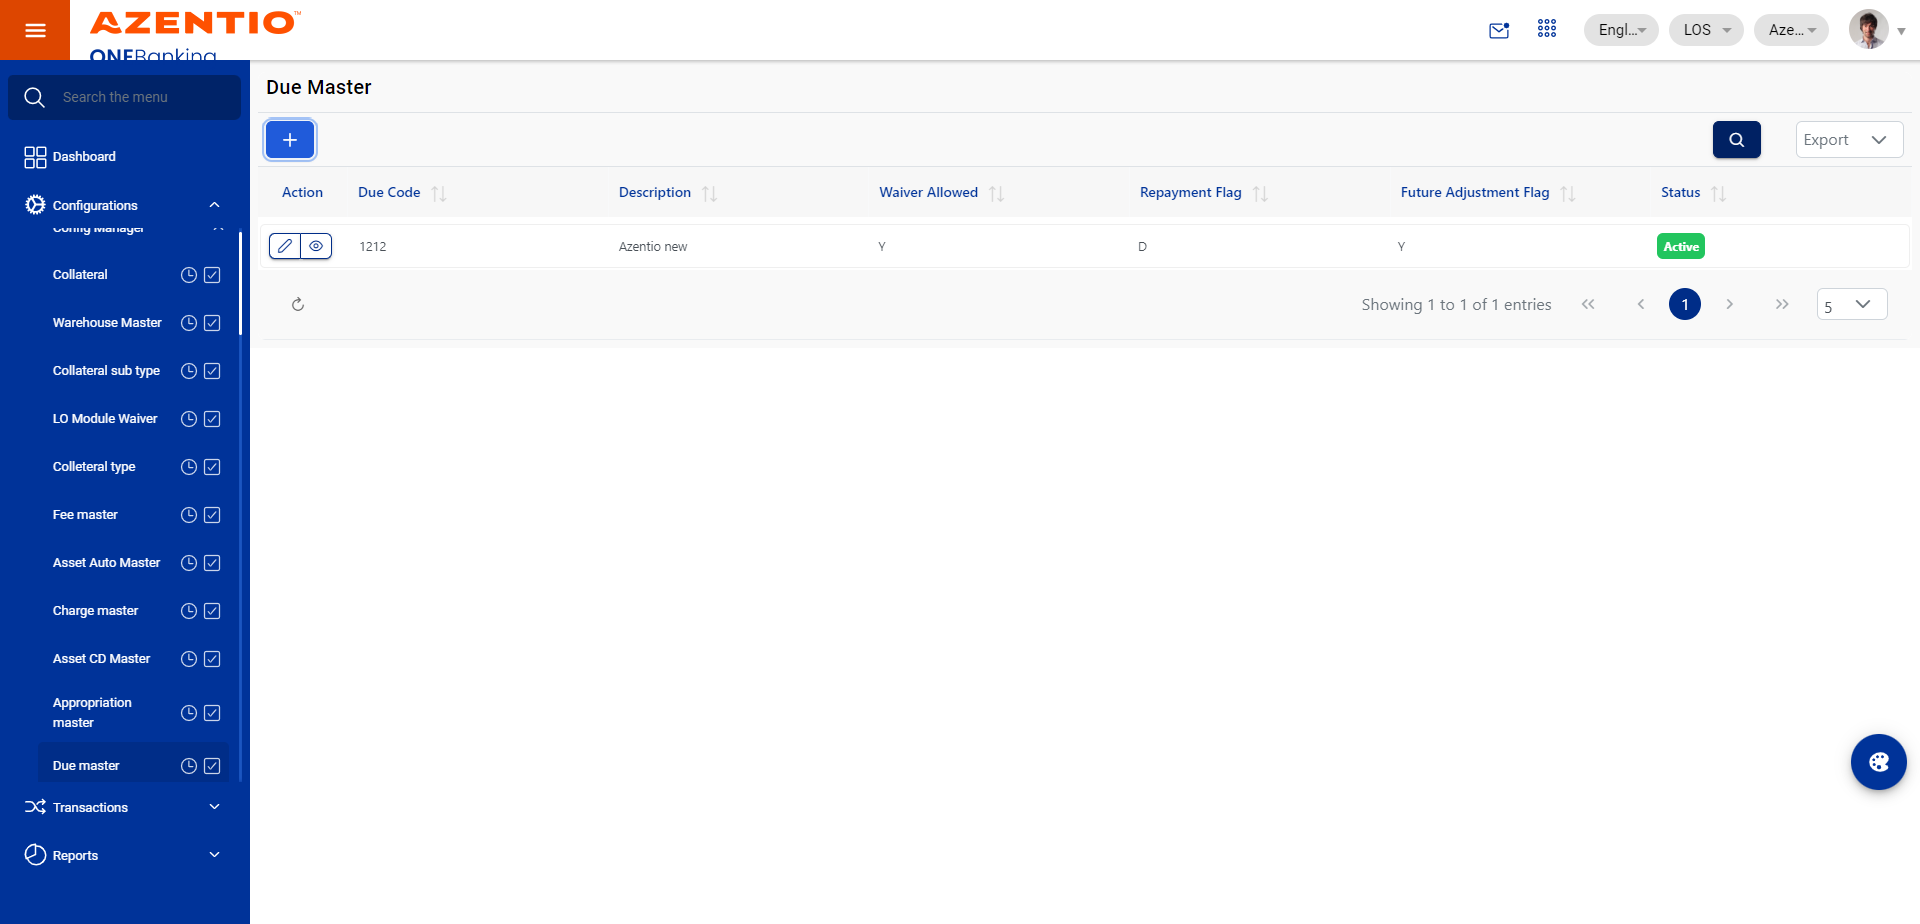 AZENTIO™
ONEBanking
Engl...
LOS
Aze...
Search the menu
Dashboard
Configurations
Config Manager
Collateral
Warehouse Master
Collateral sub type
LO Module Waiver
Colleteral type
Fee master
Asset Auto Master
Charge master
Asset CD Master
Appropriation
master
Due master
Transactions
Reports
Due Master
Export
Action Due Code Description Waiver Allowed Repayment Flag Future Adjustment Flag Status
1212 Azentio new Y D Y Active
Showing 1 to 1 of 1 entries
1
5